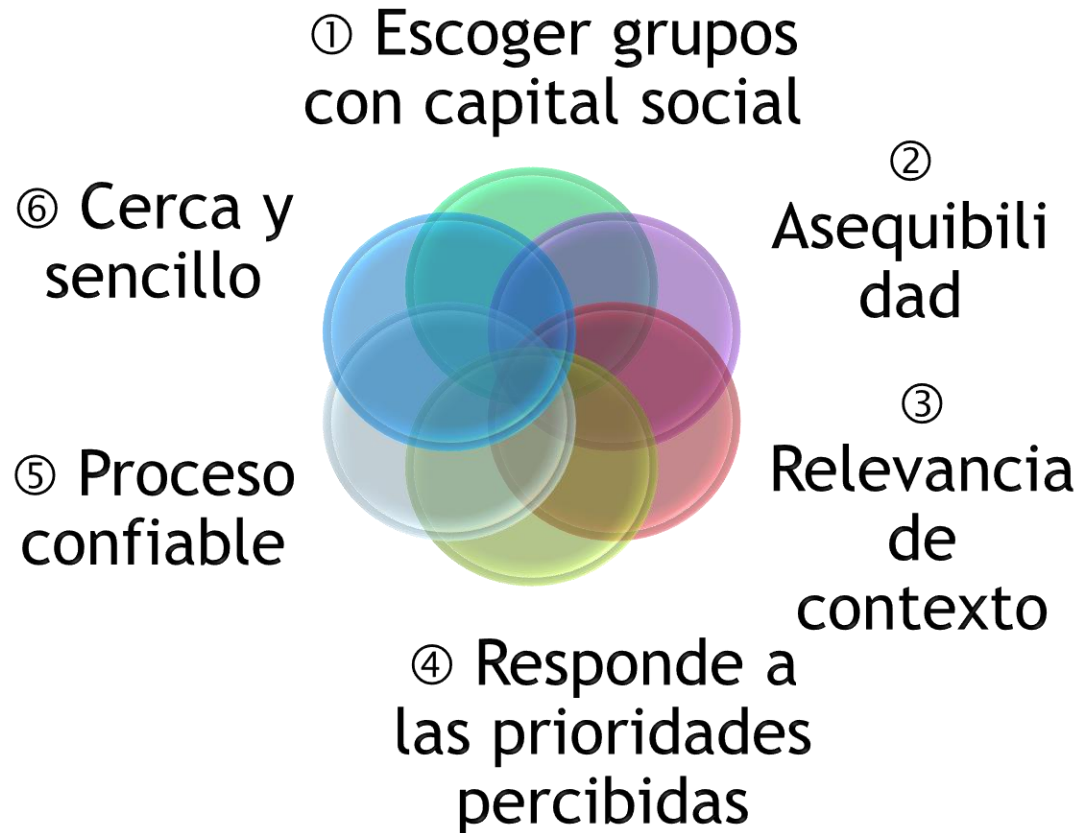 ① Escoger grupos
con capital social
②
Asequibili
dad
③
Relevancia
de
contexto
④ Responde a
las prioridades
percibidas
⑤ Proceso
confiable
⑥ Cerca y
sencillo